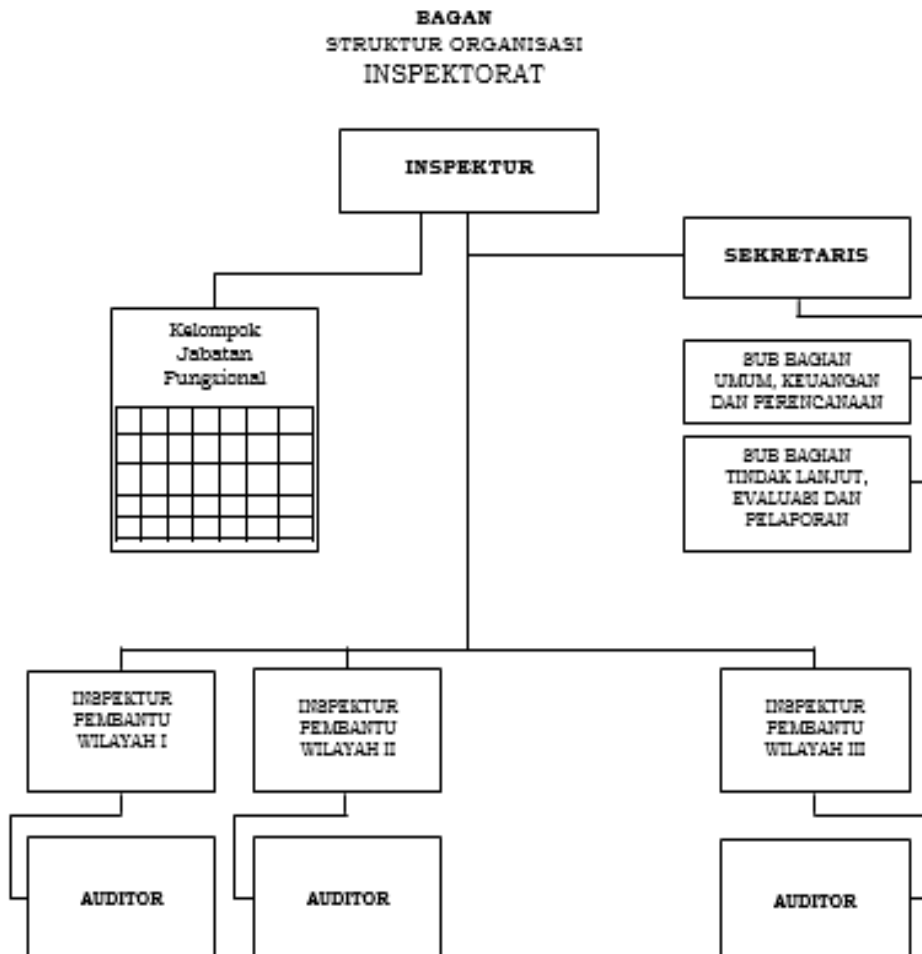 BAGAN
STRUKTUR ORGANISASI
INSPEKTORAT
INSPEKTUR
SEKRETARIS
Kelompok
Jabatan
Fungsional
SUB BAGIAN
UMUM, KEUANGAN
DAN PERENCANAAN
SUB BAGIAN
TINDAK LANJUT,
EVALUASI DAN
PELAPORAN
INSPEKTUR
PEMBANTU
WILAYAH I
INSPEKTUR
PEMBANTU
WILAYAH II
INSPEKTUR
PEMBANTU
WILAYAH III
AUDITOR
AUDITOR
AUDITOR